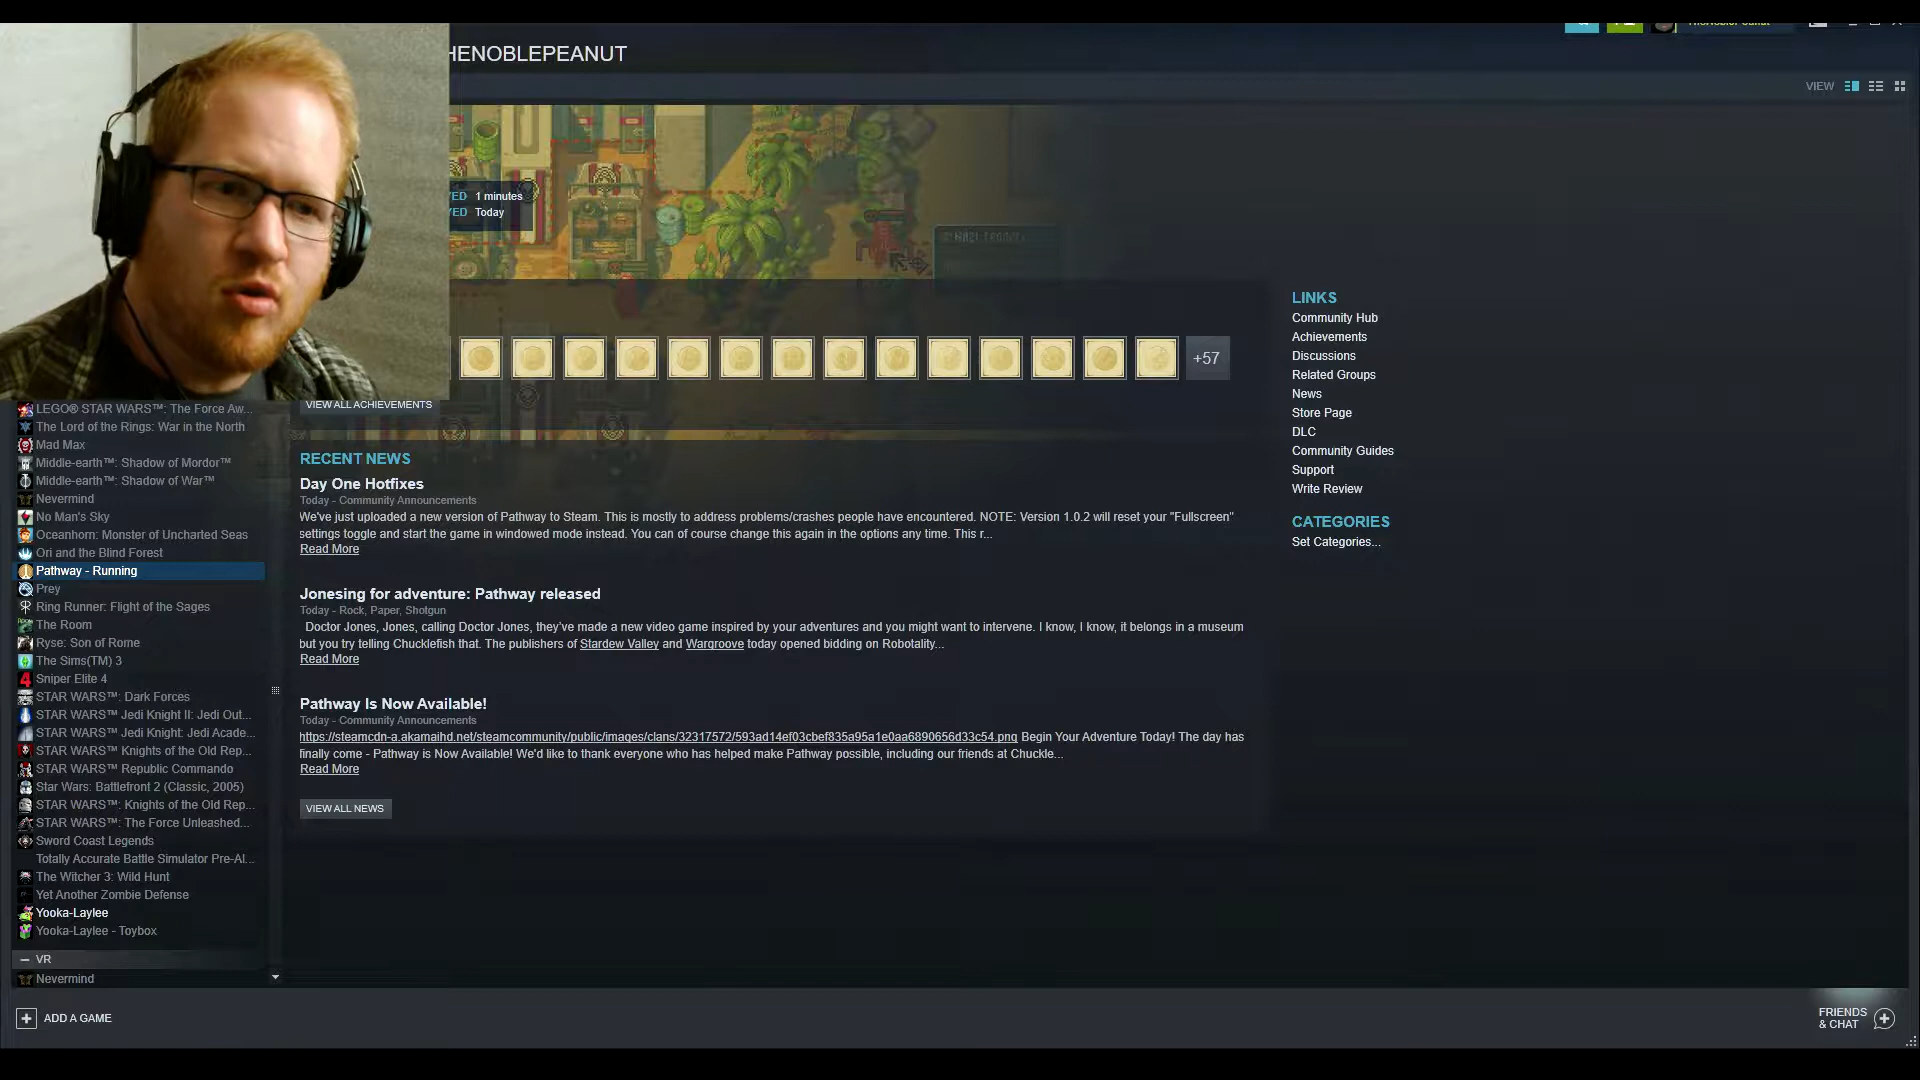 HENOBLEPEANUT
VIEW
YED 1 minutes
YED Today
+57
VIEW ALL ACHIEVEMENTS
LINKS
Community Hub
Achievements
Discussions
Related Groups
News
Store Page
DLC
Community Guides
Support
Write Review
CATEGORIES
Set Categories...
LEGO® STAR WARS™: The Force Aw...
The Lord of the Rings: War in the North
Mad Max
Middle-earth™: Shadow of Mordor™
Middle-earth™: Shadow of War™
Nevermind
No Man's Sky
Oceanhorn: Monster of Uncharted Seas
Ori and the Blind Forest
Pathway - Running
Prey
Ring Runner: Flight of the Sages
The Room
Ryse: Son of Rome
The Sims(TM) 3
Sniper Elite 4
STAR WARS™: Dark Forces
STAR WARS™ Jedi Knight II: Jedi Out...
STAR WARS™ Jedi Knight: Jedi Acade...
STAR WARS™ Knights of the Old Rep...
STAR WARS™ Republic Commando
Star Wars: Battlefront 2 (Classic, 2005)
STAR WARS™: Knights of the Old Rep...
STAR WARS™: The Force Unleashed...
Sword Coast Legends
Totally Accurate Battle Simulator Pre-Al...
The Witcher 3: Wild Hunt
Yet Another Zombie Defense
Yooka-Laylee
Yooka-Laylee - Toybox
VR
Nevermind
RECENT NEWS
Day One Hotfixes
Today - Community Announcements
We've just uploaded a new version of Pathway to Steam. This is mostly to address problems/crashes people have encountered. NOTE: Version 1.0.2 will reset your "Fullscreen"
settings toggle and start the game in windowed mode instead. You can of course change this again in the options any time. This r...
Read More
Jonesing for adventure: Pathway released
Today - Rock, Paper, Shotgun
Doctor Jones, Jones, calling Doctor Jones, they've made a new video game inspired by your adventures and you might want to intervene. I know, I know, it belongs in a museum
but you try telling Chucklefish that. The publishers of Stardew Valley and Wargroove today opened bidding on Robotality...
Read More
Pathway Is Now Available!
Today - Community Announcements
https://steamcdn-a.akamaihd.net/steamcommunity/public/images/clans/32317572/593ad14ef03cbef835a95a1e0aa6890656d33c54.png Begin Your Adventure Today! The day has
finally come - Pathway is Now Available! We'd like to thank everyone who has helped make Pathway possible, including our friends at Chuckle...
Read More
VIEW ALL NEWS
ADD A GAME
FRIENDS
& CHAT